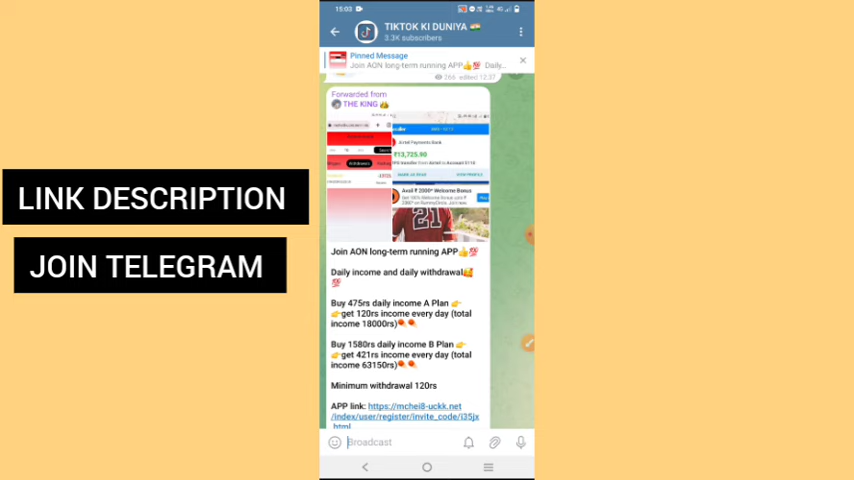 15:03
TIKTOK KI DUNIYA 🇮🇳
3.3K subscribers
Pinned Message
Join AON long-term running APP👍💯 Daily...
266 edited 12:37
Forwarded from
THE KING 👑
₹13,725.90
Avail ₹ 2000* Welcome Bonus
21
LINK DESCRIPTION
JOIN TELEGRAM
Join AON long-term running APP👍💯
Daily income and daily withdrawal🥰
💯
Buy 475rs daily income A Plan 👉
👉get 120rs income every day (total
income 18000rs)
Buy 1580rs daily income B Plan 👉
👉get 421rs income every day (total
income 63150rs)
Minimum withdrawal 120rs
APP link: https://mchei8-uckk.net
/index/user/register/invite_code/i35jx
.html
Broadcast